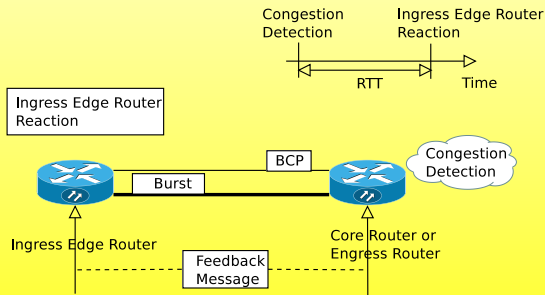 Congestion
Detection
Ingress Edge Router
Reaction
RTT
Time
Ingress Edge Router
Reaction
BCP
Burst
Congestion
Detection
Ingress Edge Router
Core Router or
Engress Router
Feedback
Message